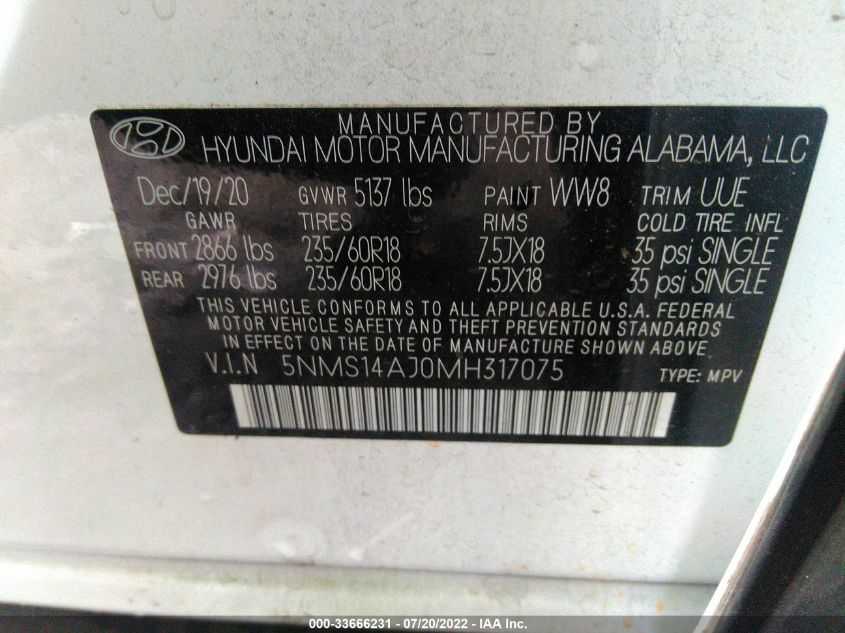 MANUFACTURED BY
HYUNDAI MOTOR MANUFACTURING ALABAMA, LLC
Dec/19/20 GVWR 5137 lbs PAINT WW8 TRIM UUE
GAWR TIRES RIMS COLD TIRE INFL
FRONT 2866 lbs 235/60R18 7.5JX18 35 psi SINGLE
REAR 2976 lbs 235/60R18 7.5JX18 35 psi SINGLE
THIS VEHICLE CONFORMS TO ALL APPLICABLE U.S.A. FEDERAL
MOTOR VEHICLE SAFETY AND THEFT PREVENTION STANDARDS
IN EFFECT ON THE DATE OF MANUFACTURE SHOWN ABOVE.
V.I.N 5NMS14AJ0MH317075 TYPE: MPV
000-33666231 - 07/20/2022 - IAA Inc.